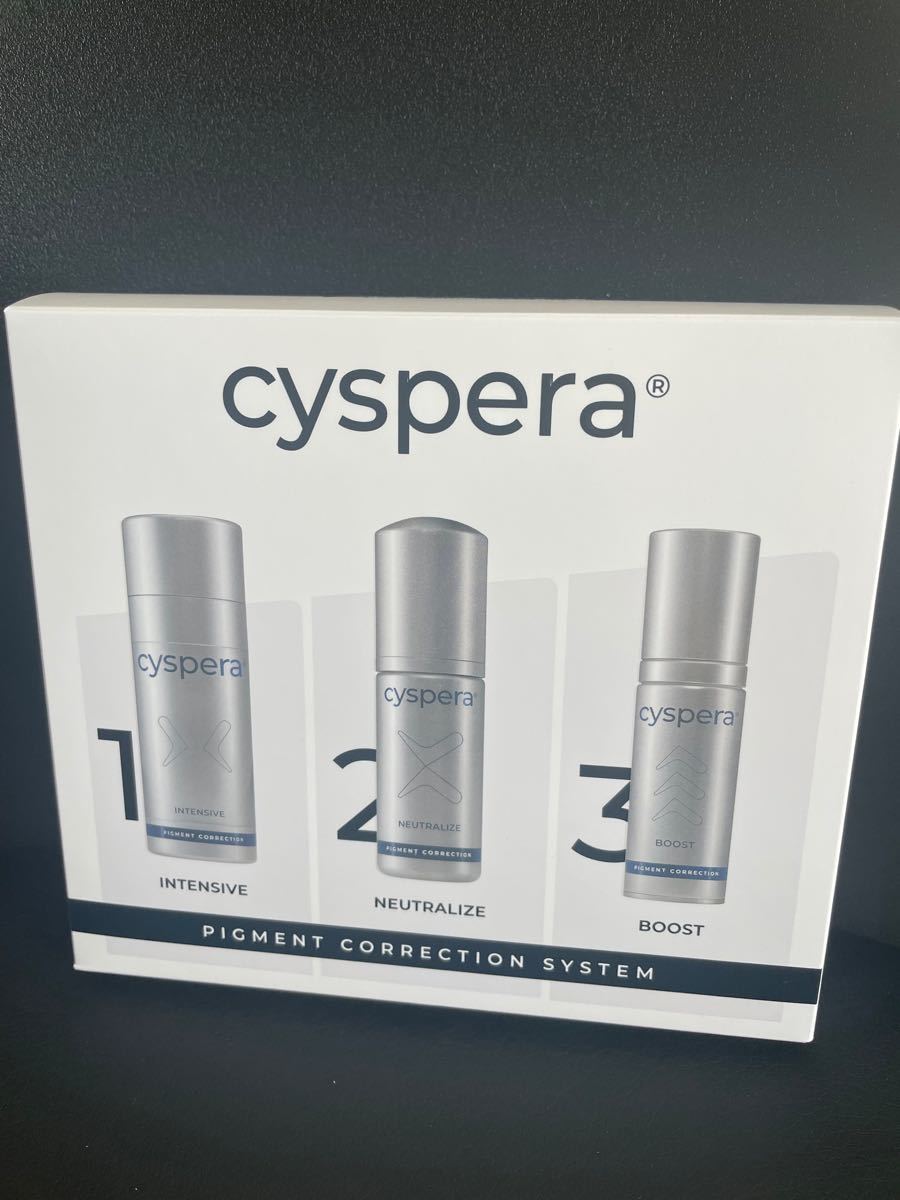 cyspera®
1
cyspera®
INTENSIVE
PIGMENT CORRECTION
INTENSIVE
2
cyspera®
NEUTRALIZE
PIGMENT CORRECTION
NEUTRALIZE
3
cyspera®
BOOST
PIGMENT CORRECTION
BOOST
PIGMENT CORRECTION SYSTEM